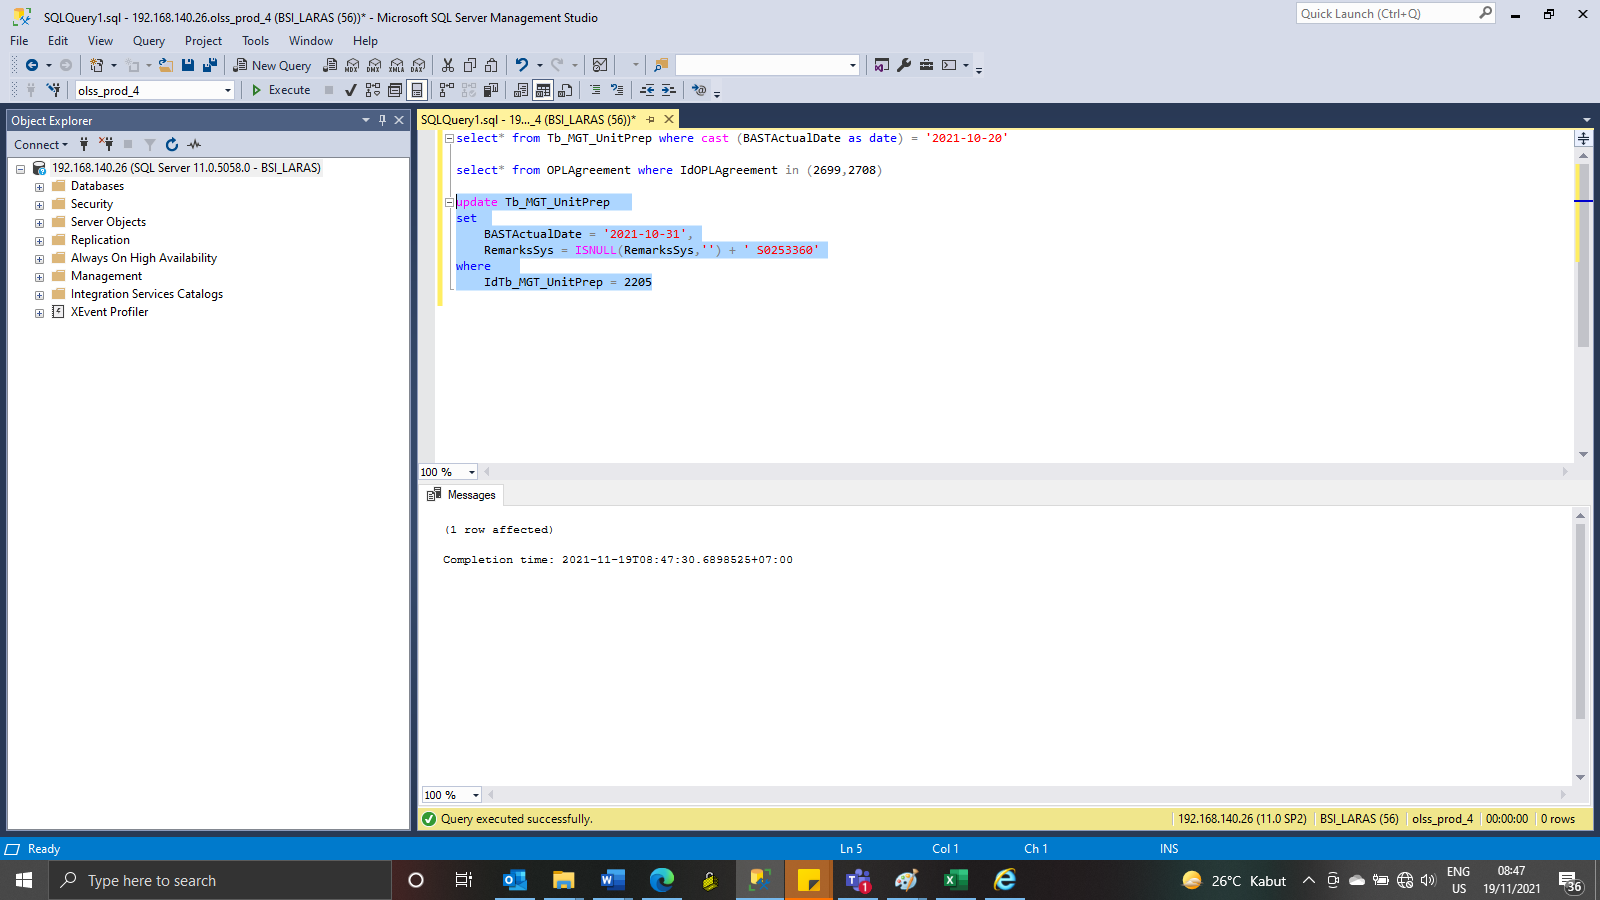 SQLQuery1.sql - 192.168.140.26.olss_prod_4 (BSI_LARAS (56))* - Microsoft SQL Server Management Studio
Quick Launch (Ctrl+Q)
File Edit View Query Project Tools Window Help
New Query
MDX DMX XMLA DAX
olss_prod_4
Execute
Object Explorer
Connect
192.168.140.26 (SQL Server 11.0.5058.0 - BSI_LARAS)
Databases
Security
Server Objects
Replication
Always On High Availability
Management
Integration Services Catalogs
XEvent Profiler
SQLQuery1.sql - 19..._4 (BSI_LARAS (56))*
select* from Tb_MGT_UnitPrep where cast (BASTActualDate as date) = '2021-10-20'
select* from OPLAgreement where IdOPLAgreement in (2699,2708)
update Tb_MGT_UnitPrep
set
BASTActualDate = '2021-10-31',
RemarksSys = ISNULL(RemarksSys,'') + ' S0253360'
where
IdTb_MGT_UnitPrep = 2205
100 %
Messages
(1 row affected)
Completion time: 2021-11-19T08:47:30.6898525+07:00
100 %
Query executed successfully.
192.168.140.26 (11.0 SP2) BSI_LARAS (56) olss_prod_4 00:00:00 0 rows
Ready
Ln 5 Col 1 Ch 1 INS
Type here to search
1
26°C Kabut
ENG
US
08:47
19/11/2021
36